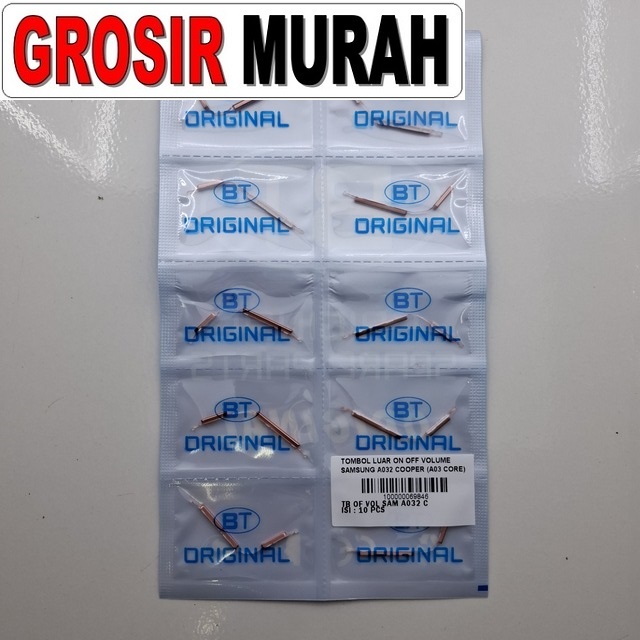 GROSIR MURAH
ORIGINAL ORIGINAL
BT BT
ORIGINAL ORIGINAL
BT BT
ORIGINAL ORIGINAL
BT BT
ORIGINAL ORIGINAL
TOMBOL LUAR ON OFF VOLUME
SAMSUNG A032 COOPER (A03 CORE)
100000069846
TB OF VOL SAM A032 C
ISI : 10 PCS
BT
ORIGINAL ORIGINAL